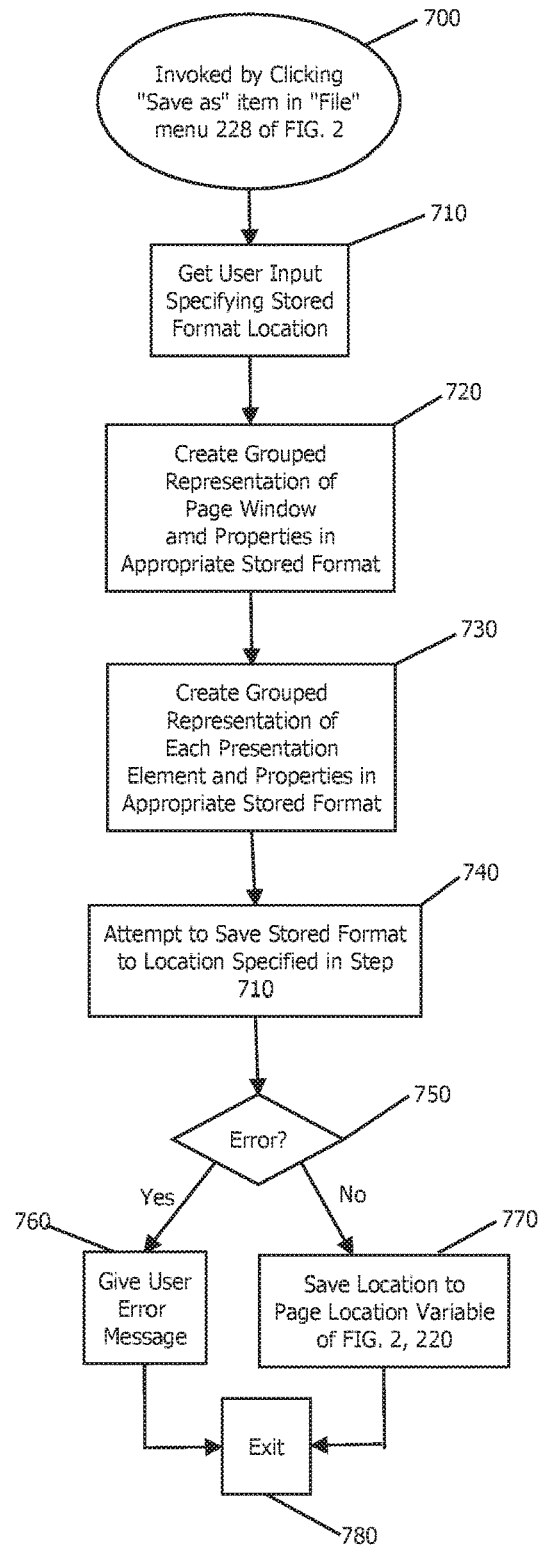 700
Invoked by Clicking
"Save as" item in "File"
menu 228 of FIG. 2
710
Get User Input
Specifying Stored
Format Location
720
Create Grouped
Representation of
Page Window
amd Properties in
Appropriate Stored Format
730
Create Grouped
Representation of
Each Presentation
Element and Properties in
Appropriate Stored Format
740
Attempt to Save Stored Format
to Location Specified in Step
710
750
Error?
Yes
No
760
770
Give User
Error
Message
Save Location to
Page Location Variable
of FIG. 2, 220
Exit
780